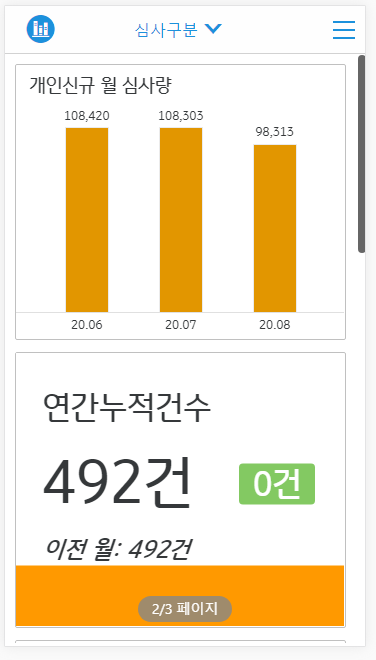 심사구분
개인신규 월 심사량
108,420 108,303 98,313
20.06 20.07 20.08
연간누적건수
492건 0건
이전 월: 492건
2/3 페이지